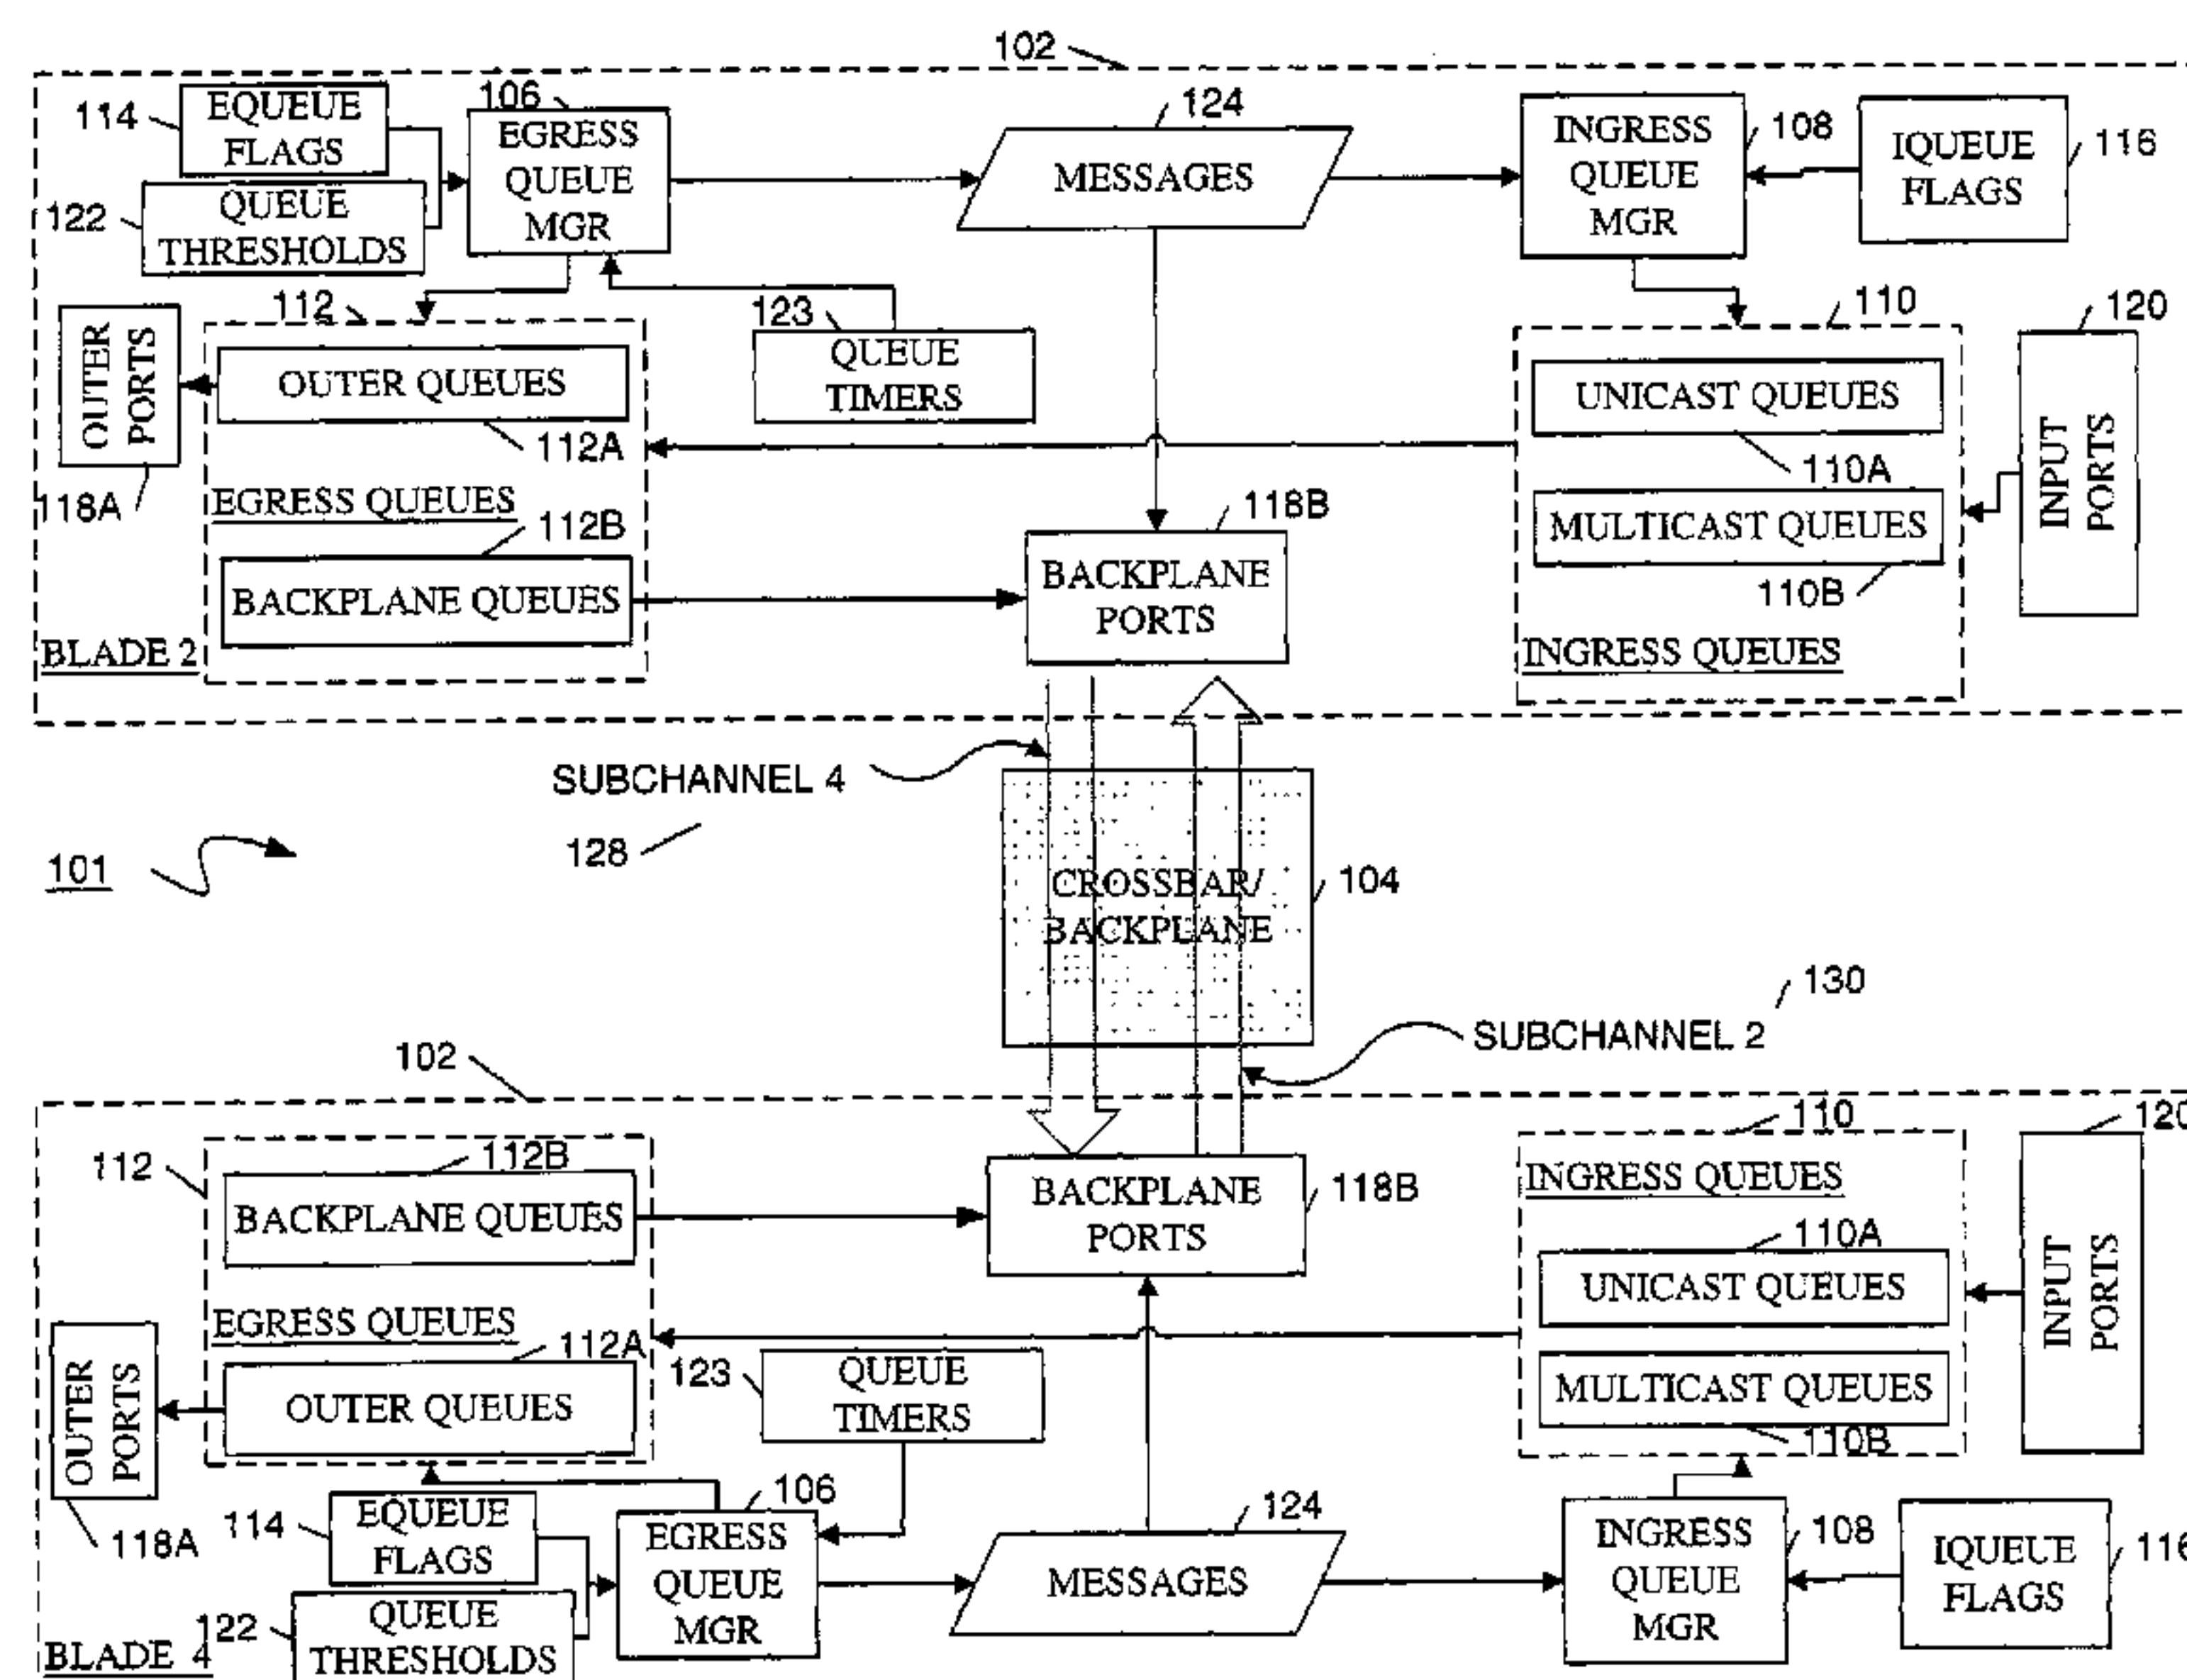 102
114
EQUEUE
FLAGS
106
EGRESS
QUEUE
MGR
124
MESSAGES
INGRESS
QUEUE
MGR
108
IQUEUE
FLAGS
116
122
QUEUE
THRESHOLDS
OUTER
PORTS
118A
112
OUTER QUEUES
112A
EGRESS QUEUES
112B
BACKPLANE QUEUES
BLADE 2
123
QUEUE
TIMERS
118B
BACKPLANE
PORTS
110
UNICAST QUEUES
110A
MULTICAST QUEUES
110B
INGRESS QUEUES
120
INPUT
PORTS
SUBCHANNEL 4
128
101
CROSSBAR/
BACKPLANE
104
130
SUBCHANNEL 2
102
112
112B
BACKPLANE QUEUES
EGRESS QUEUES
112A
OUTER QUEUES
OUTER
PORTS
118A
BACKPLANE
PORTS
118B
110
INGRESS QUEUES
110A
UNICAST QUEUES
MULTICAST QUEUES
110B
120
INPUT
PORTS
123
QUEUE
TIMERS
114
EQUEUE
FLAGS
122
QUEUE
THRESHOLDS
106
EGRESS
QUEUE
MGR
124
MESSAGES
INGRESS
QUEUE
MGR
108
IQUEUE
FLAGS
116
BLADE 4